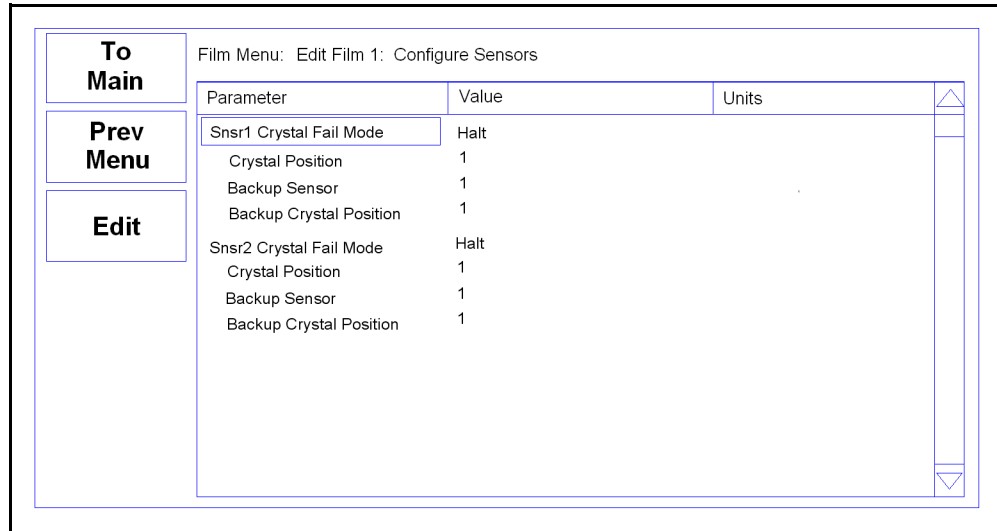 To
Main
Prev
Menu
Edit
Film Menu: Edit Film 1: Configure Sensors
Parameter Value Units
Snsr1 Crystal Fail Mode Halt
Crystal Position 1
Backup Sensor 1
Backup Crystal Position 1
Snsr2 Crystal Fail Mode Halt
Crystal Position 1
Backup Sensor 1
Backup Crystal Position 1